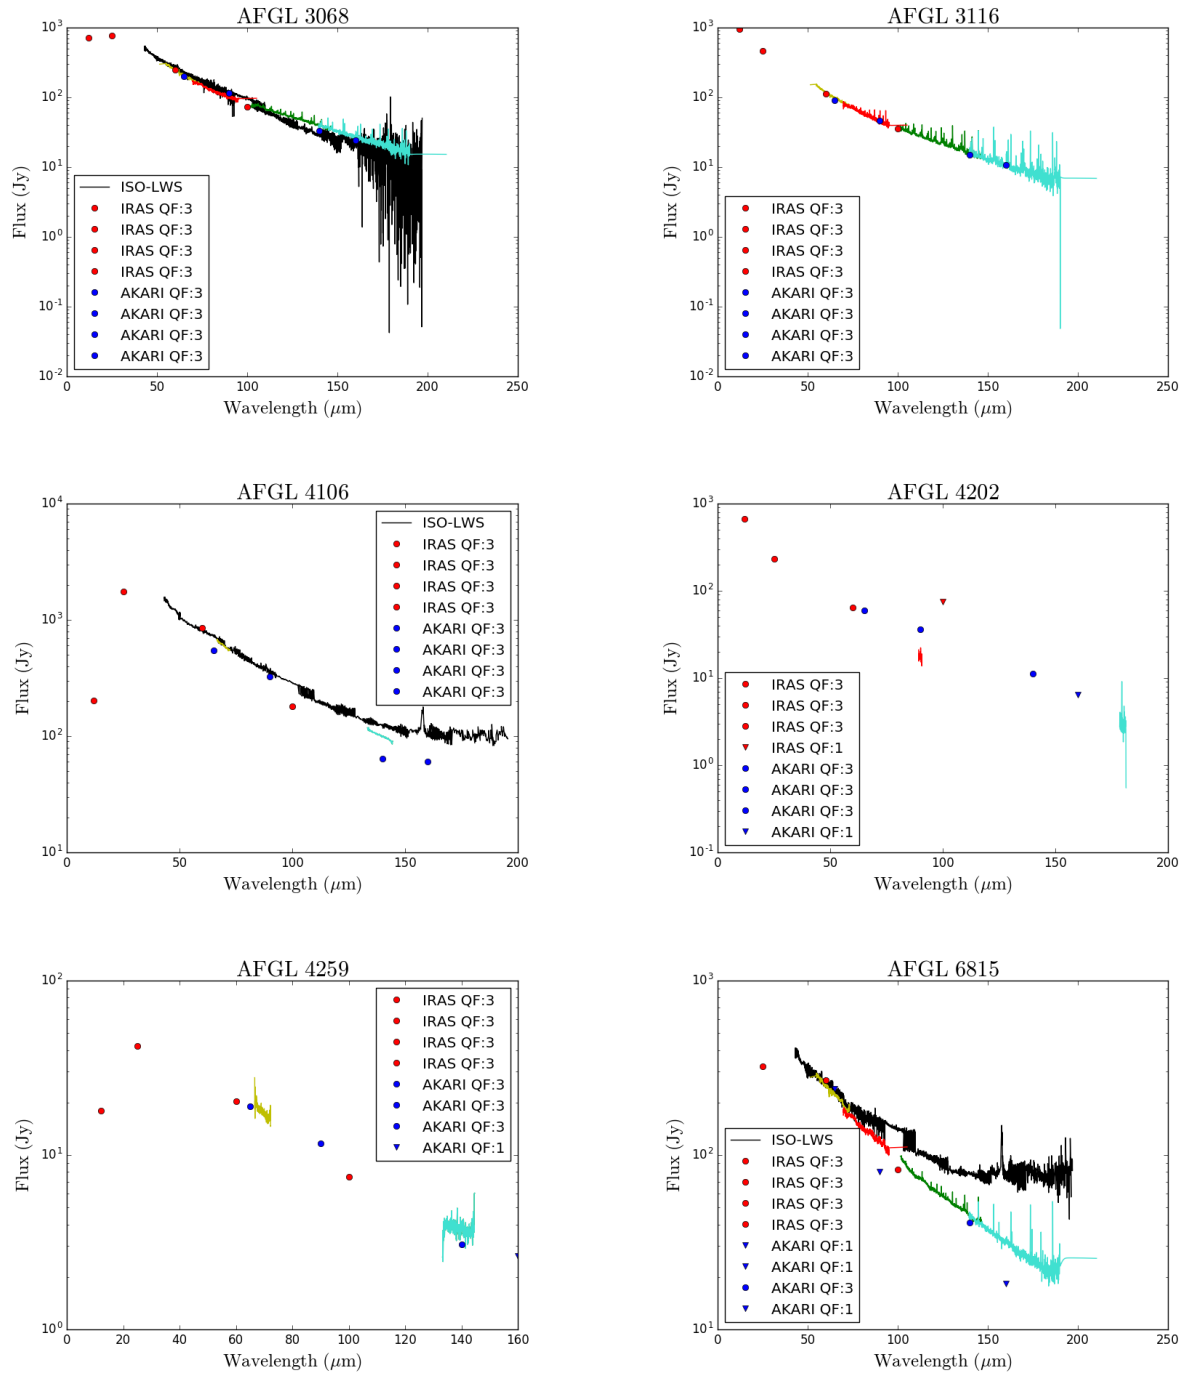 AFGL 3068
10^3
10^2
10^1
10^0
10^-1
10^-2
Flux (Jy)
ISO-LWS
IRAS QF:3
IRAS QF:3
IRAS QF:3
IRAS QF:3
AKARI QF:3
AKARI QF:3
AKARI QF:3
AKARI QF:3
0 50 100 150 200 250
Wavelength (μm)
AFGL 3116
10^3
10^2
10^1
10^0
10^-1
10^-2
Flux (Jy)
IRAS QF:3
IRAS QF:3
IRAS QF:3
IRAS QF:3
AKARI QF:3
AKARI QF:3
AKARI QF:3
AKARI QF:3
0 50 100 150 200 250
Wavelength (μm)
AFGL 4106
10^4
10^3
10^2
10^1
Flux (Jy)
ISO-LWS
IRAS QF:3
IRAS QF:3
IRAS QF:3
IRAS QF:3
AKARI QF:3
AKARI QF:3
AKARI QF:3
AKARI QF:3
0 50 100 150 200
Wavelength (μm)
AFGL 4202
10^3
10^2
10^1
10^0
10^-1
Flux (Jy)
IRAS QF:3
IRAS QF:3
IRAS QF:3
IRAS QF:1
AKARI QF:3
AKARI QF:3
AKARI QF:3
AKARI QF:1
0 50 100 150 200
Wavelength (μm)
AFGL 4259
10^2
10^1
10^0
Flux (Jy)
IRAS QF:3
IRAS QF:3
IRAS QF:3
IRAS QF:3
AKARI QF:3
AKARI QF:3
AKARI QF:3
AKARI QF:1
0 20 40 60 80 100 120 140 160
Wavelength (μm)
AFGL 6815
10^3
10^2
10^1
Flux (Jy)
ISO-LWS
IRAS QF:3
IRAS QF:3
IRAS QF:3
IRAS QF:3
AKARI QF:1
AKARI QF:1
AKARI QF:3
AKARI QF:1
0 50 100 150 200 250
Wavelength (μm)